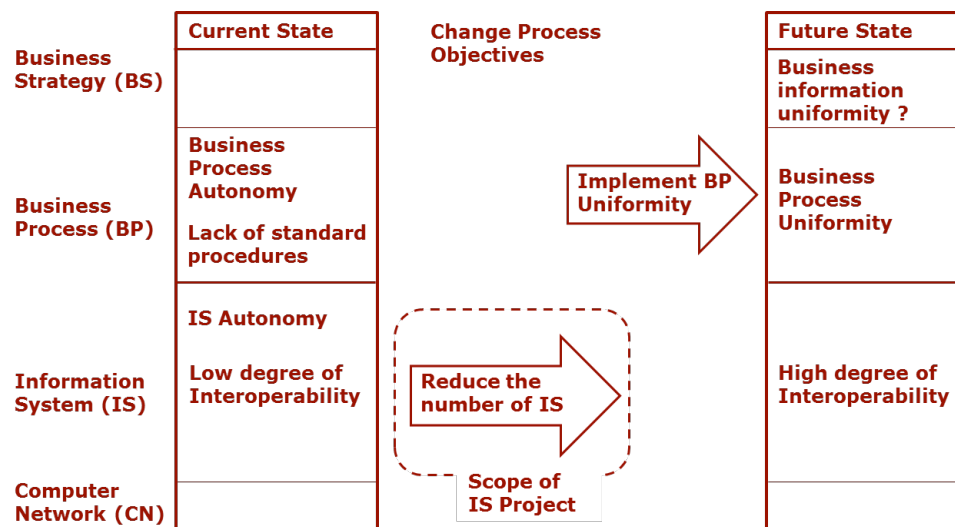 Current State
Change Process
Objectives
Future State
Business
Strategy (BS)
Business
information
uniformity ?
Business
Process (BP)
Business
Process
Autonomy
Lack of standard
procedures
Implement BP
Uniformity
Business
Process
Uniformity
Information
System (IS)
IS Autonomy
Low degree of
Interoperability
Reduce the
number of IS
High degree of
Interoperability
Scope of
IS Project
Computer
Network (CN)